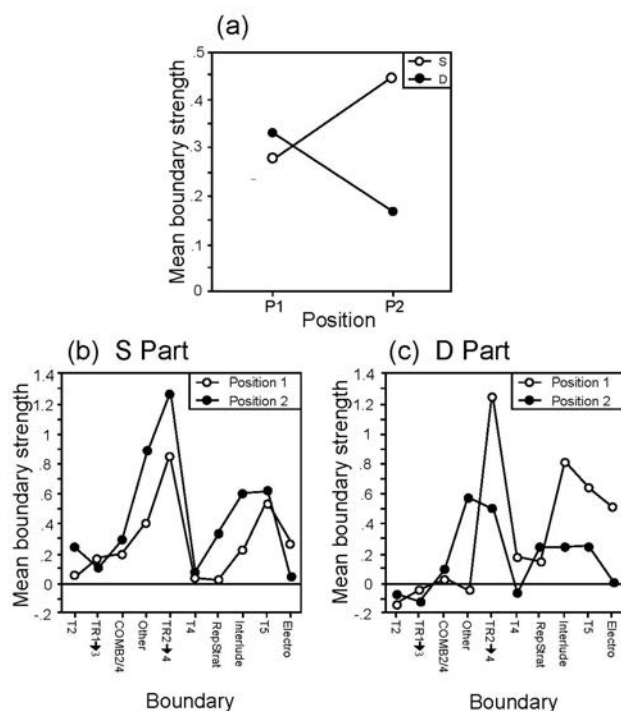 (a)
Mean boundary strength
.5
.4
.3
.2
.1
0
S
D
P1 P2
Position
(b) S Part
Mean boundary strength
1.4
1.2
1
.8
.6
.4
.2
0
-.2
Position 1
Position 2
T2
TR1→3
COMB2/4
Other
TR2→4
T4
RepStrat
Interlude
T5
Electro
Boundary
(c) D Part
Mean boundary strength
1.4
1.2
1
.8
.6
.4
.2
0
-.2
Position 1
Position 2
T2
TR1→3
COMB2/4
Other
TR2→4
T4
RepStrat
Interlude
T5
Electro
Boundary